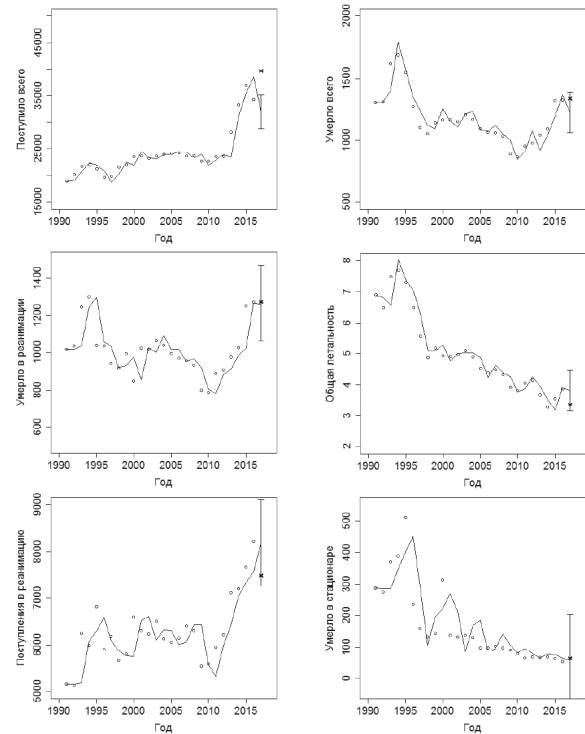 Поступило всего
45000
35000
25000
15000
1990 1995 2000 2005 2010 2015
Год
Умерло всего
2000
1500
1000
500
1990 1995 2000 2005 2010 2015
Год
Умерло в реанимации
1400
1200
1000
800
600
1990 1995 2000 2005 2010 2015
Год
Общая летальность
8
7
6
5
4
3
2
1990 1995 2000 2005 2010 2015
Год
Поступления в реанимацию
9000
8000
7000
6000
5000
1990 1995 2000 2005 2010 2015
Год
Умерло в стационаре
500
400
300
200
100
0
1990 1995 2000 2005 2010 2015
Год